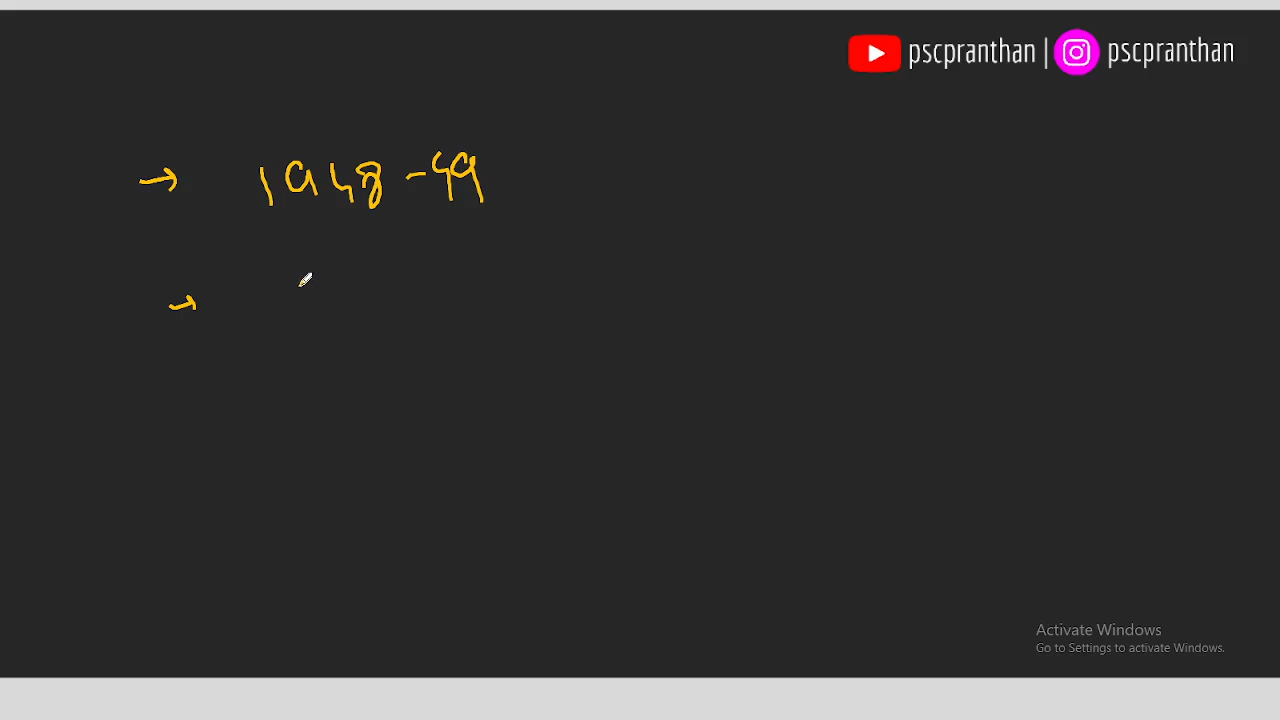 pscpranthan | pscpranthan
→ 1948-49
→
Activate Windows
Go to Settings to activate Windows.